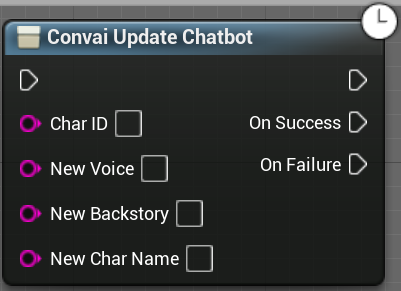 Convai Update Chatbot
Char ID
On Success
New Voice
On Failure
New Backstory
New Char Name